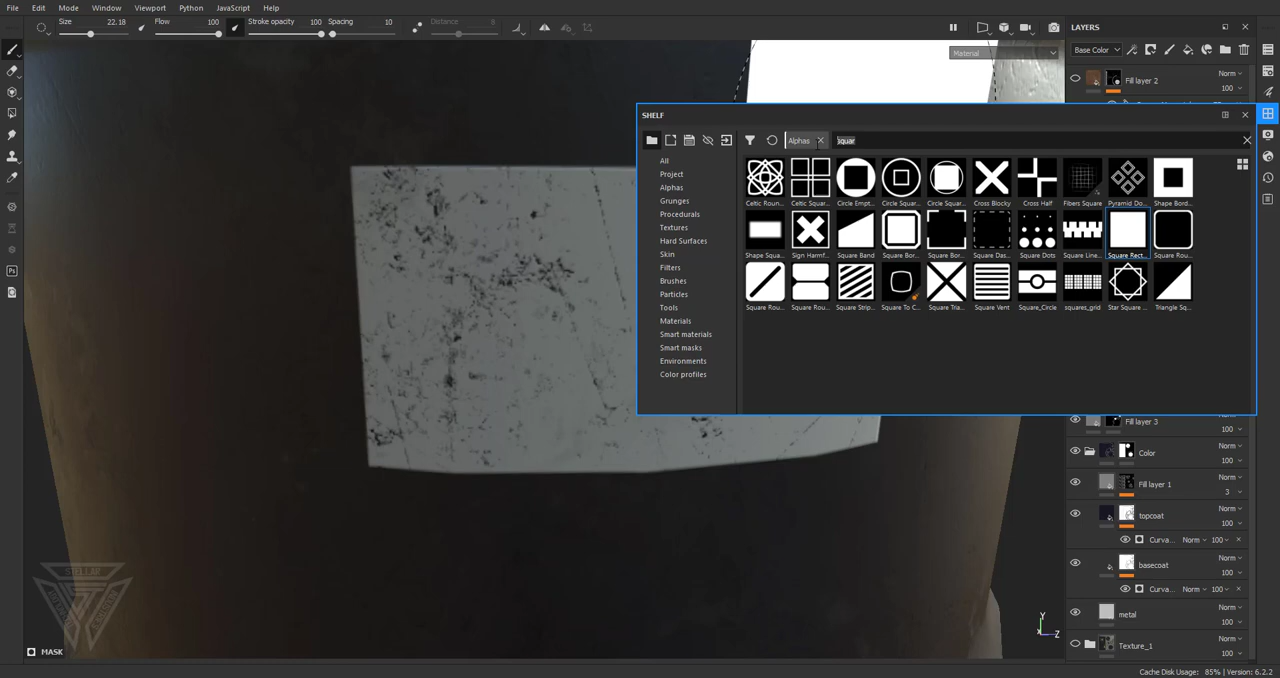 File Edit Mode Window Viewport Python JavaScript Help
Size 22.18 Flow 100 Stroke opacity 100 Spacing 10 Distance 8
Material
LAYERS
Base Color
Fill layer 2 Norm 100
SHELF
Alphas squar
All
Project
Alphas
Grunges
Procedurals
Textures
Hard Surfaces
Skin
Filters
Brushes
Particles
Tools
Materials
Smart materials
Smart masks
Environments
Color profiles
Celtic Roun... Celtic Squar... Circle Empt... Circle Squar... Circle Squar... Cross Blocky Cross Half Fibers Square Pyramid Do... Shape Bord...
Shape Squa... Sign Harmf... Square Band Square Bor... Square Bor... Square Das... Square Dots Square Line... Square Rect... Square Rou...
Square Rou... Square Rou... Square Strip... Square To C... Square Tria... Square Vent Square_Circle squares_grid Star Square ... Triangle Sq...
Fill layer 3 100
Color Norm 100
Fill layer 1 Norm 3
topcoat Norm 100
Curva... Norm 100
basecoat Norm 100
Curva... Norm 100
metal Norm 100
Texture_1 Norm 100
STELLAR
Y
Z
MASK
Ps
Cache Disk Usage: 85% | Version: 6.2.2